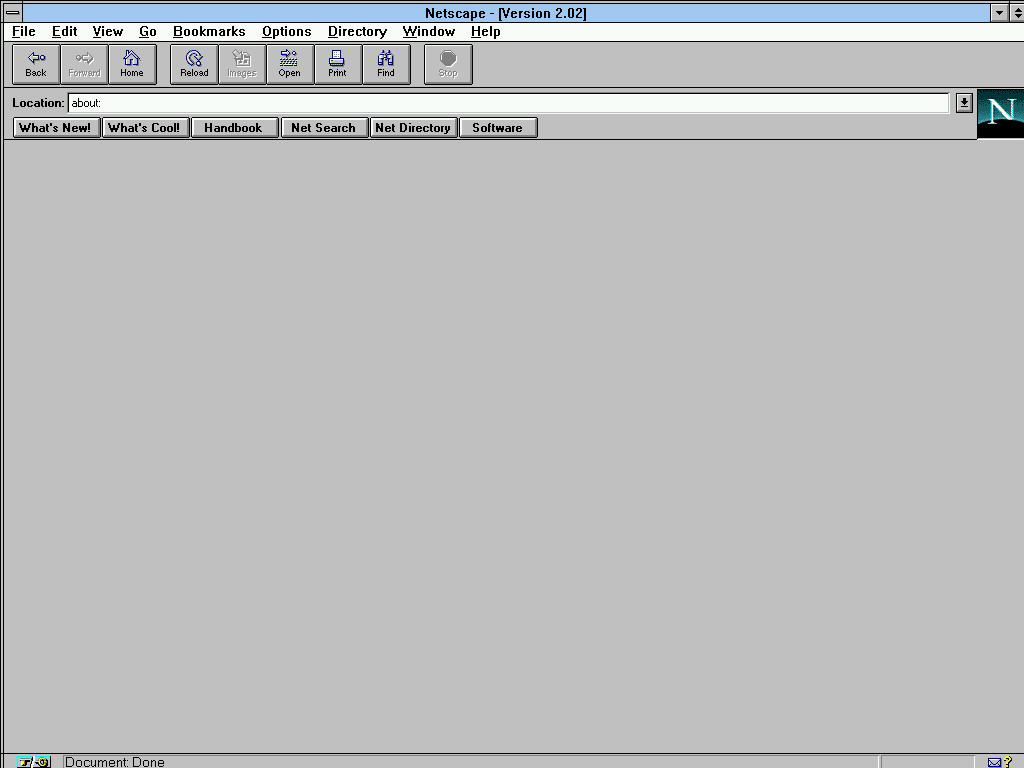 Netscape - [Version 2.02]
File Edit View Go Bookmarks Options Directory Window Help
Back Forward Home Reload Images Open Print Find Stop
Location: about:
N
What's New! What's Cool! Handbook Net Search Net Directory Software
Document: Done
?